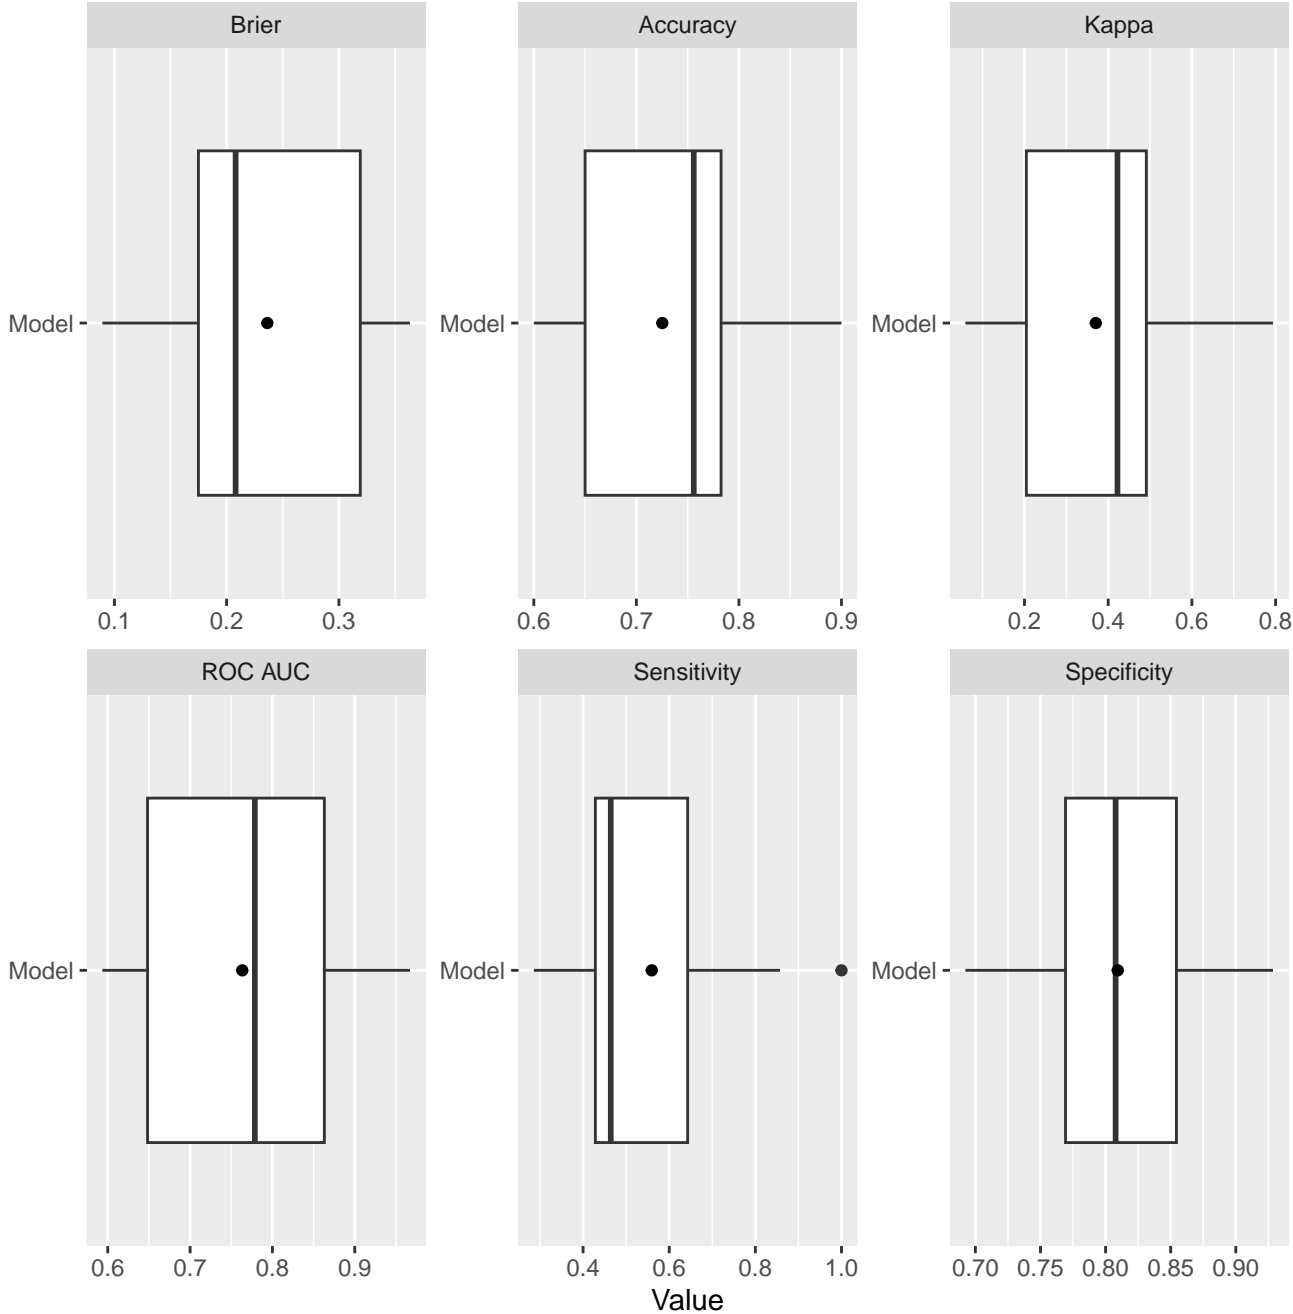 Brier Accuracy Kappa
Model Model Model
0.1 0.2 0.3 0.6 0.7 0.8 0.9 0.2 0.4 0.6 0.8
ROC AUC Sensitivity Specificity
Model Model Model
0.6 0.7 0.8 0.9 0.4 0.6 0.8 1.0 0.70 0.75 0.80 0.85 0.90
Value